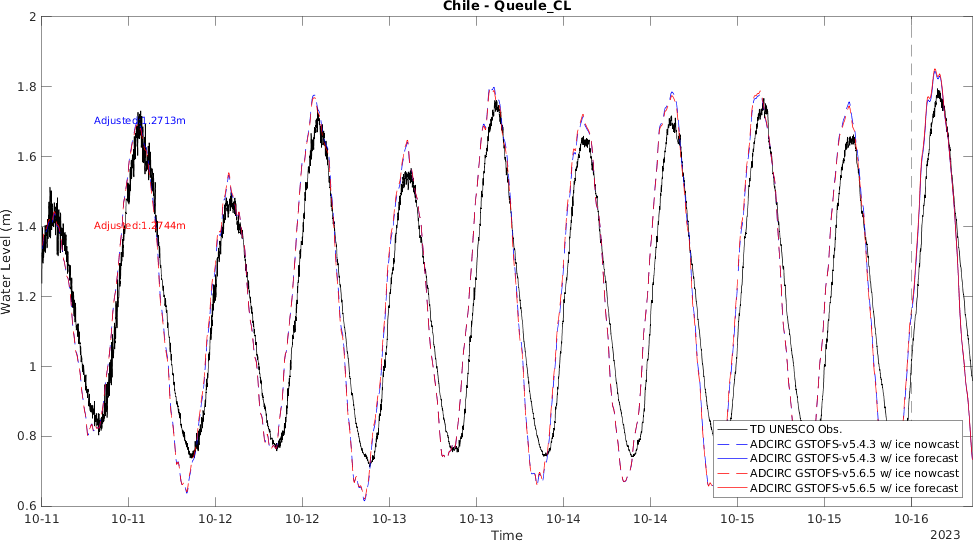 Chile - Queule_CL
2
1.8
1.6
1.4
1.2
1
0.8
0.6
Water Level (m)
Adjusted:1.2713m
Adjusted:1.2744m
TD UNESCO Obs.
ADCIRC GSTOFS-v5.4.3 w/ ice nowcast
ADCIRC GSTOFS-v5.4.3 w/ ice forecast
ADCIRC GSTOFS-v5.6.5 w/ ice nowcast
ADCIRC GSTOFS-v5.6.5 w/ ice forecast
10-11 10-11 10-12 10-12 10-13 10-13 10-14 10-14 10-15 10-15 10-16
Time
2023